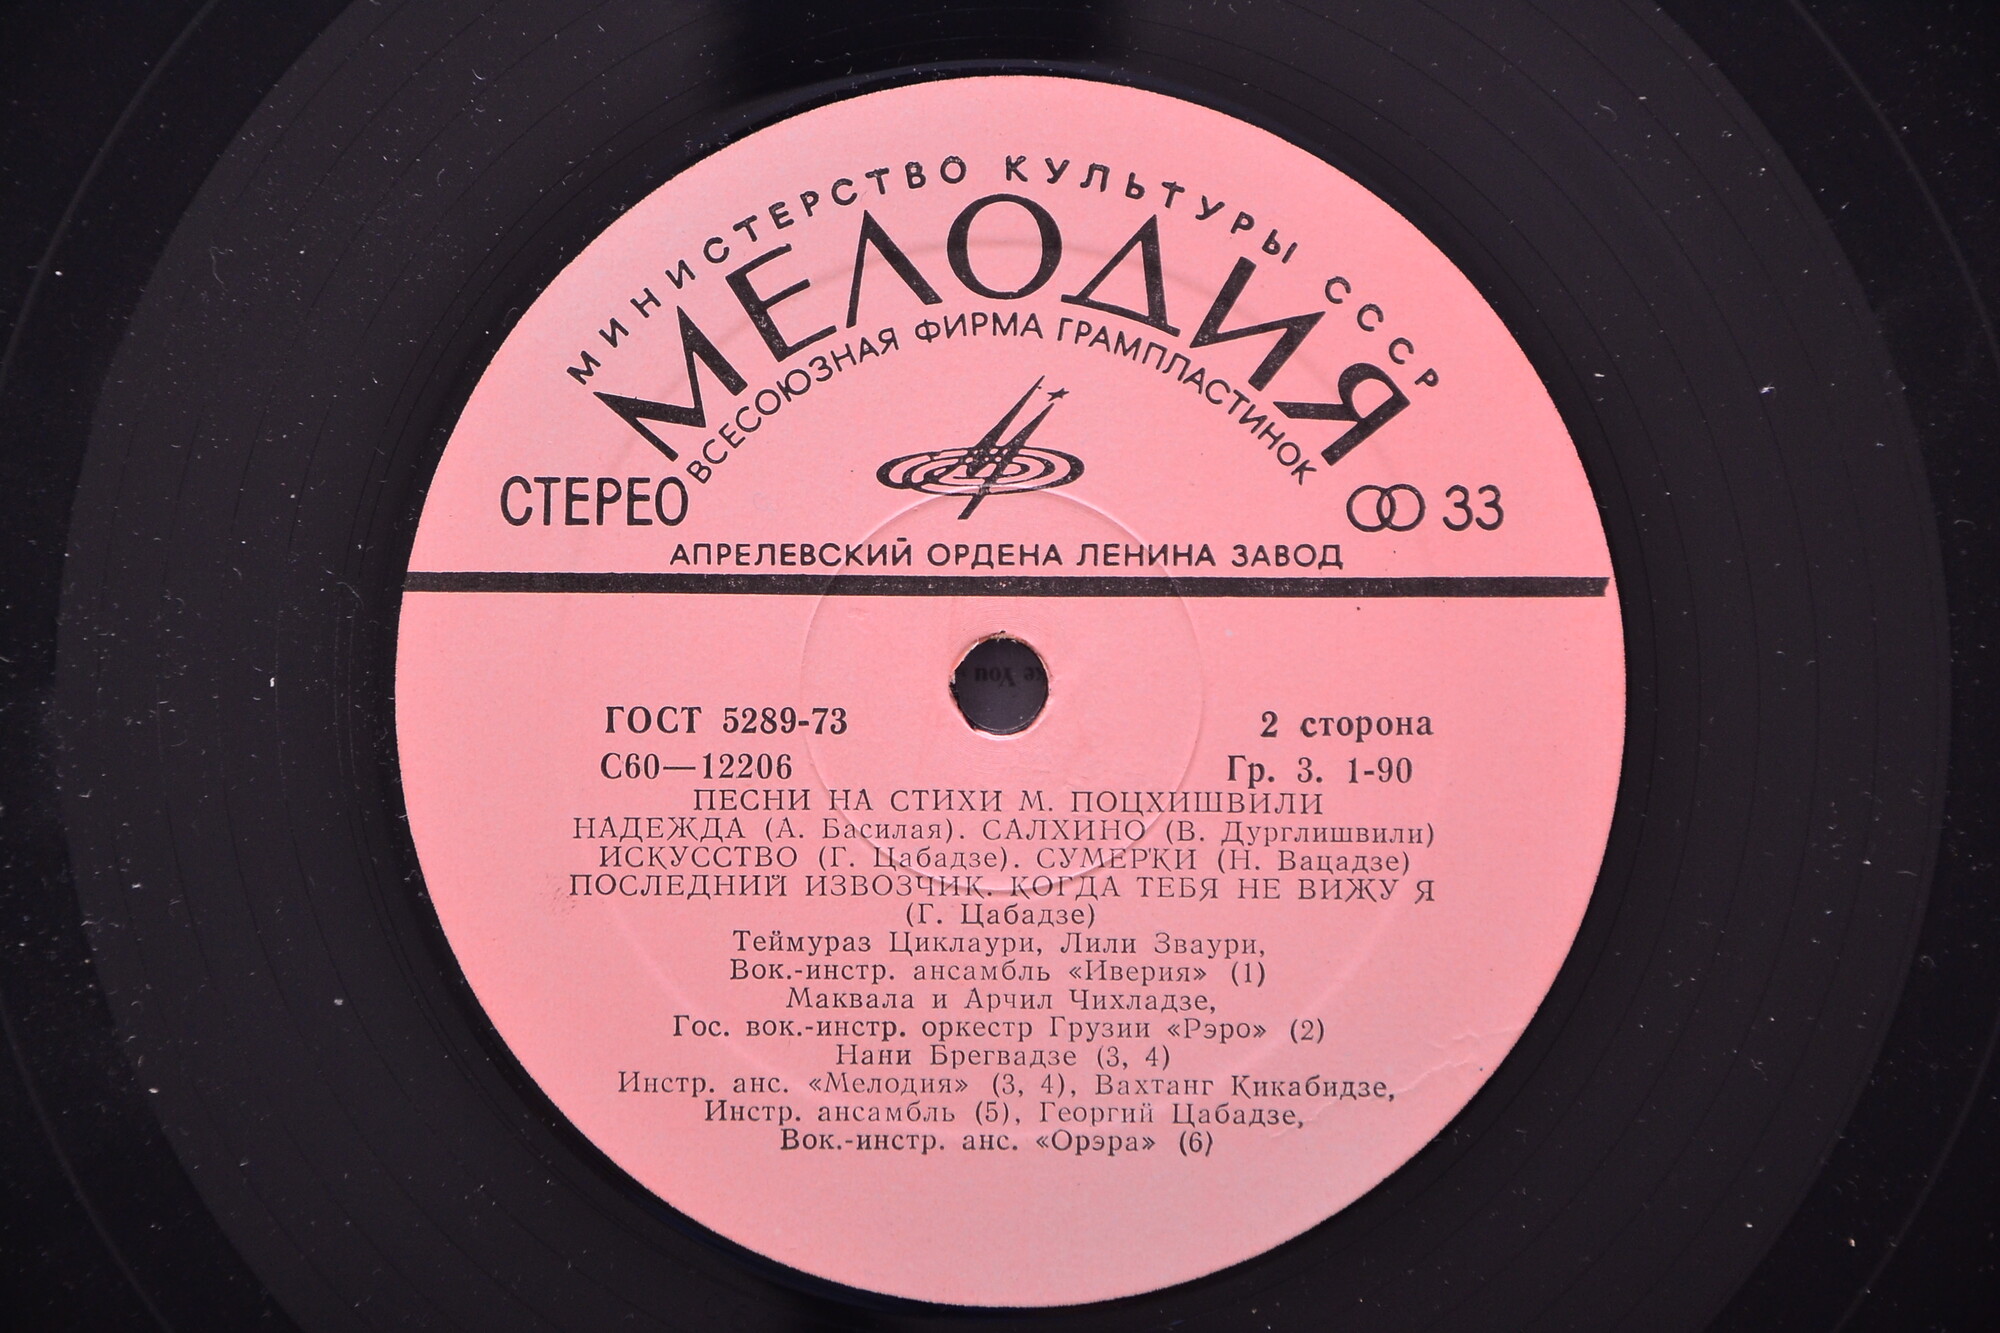 МИНИСТЕРСТВО КУЛЬТУРЫ СССР
МЕЛОДИЯ
ВСЕСОЮЗНАЯ ФИРМА ГРАМПЛАСТИНОК
СТЕРЕО
33
АПРЕЛЕВСКИЙ ОРДЕНА ЛЕНИНА ЗАВОД
You
ГОСТ 5289-73 2 сторона
С60—12206 Гр. 3. 1-90
ПЕСНИ НА СТИХИ М. ПОЦХИШВИЛИ
НАДЕЖДА (А. Басилая). САЛХИНО (В. Дурглишвили)
ИСКУССТВО (Г. Цабадзе). СУМЕРКИ (Н. Вацадзе)
ПОСЛЕДНИЙ ИЗВОЗЧИК. КОГДА ТЕБЯ НЕ ВИЖУ Я
(Г. Цабадзе)
Теймураз Циклаури, Лили Зваури,
Вок.-инстр. ансамбль «Иверия» (1)
Маквала и Арчил Чихладзе,
Гос. вок.-инстр. оркестр Грузии «Рэро» (2)
Нани Брегвадзе (3, 4)
Инстр. анс. «Мелодия» (3, 4), Вахтанг Кикабидзе,
Инстр. ансамбль (5), Георгий Цабадзе,
Вок.-инстр. анс. «Орэра» (6)